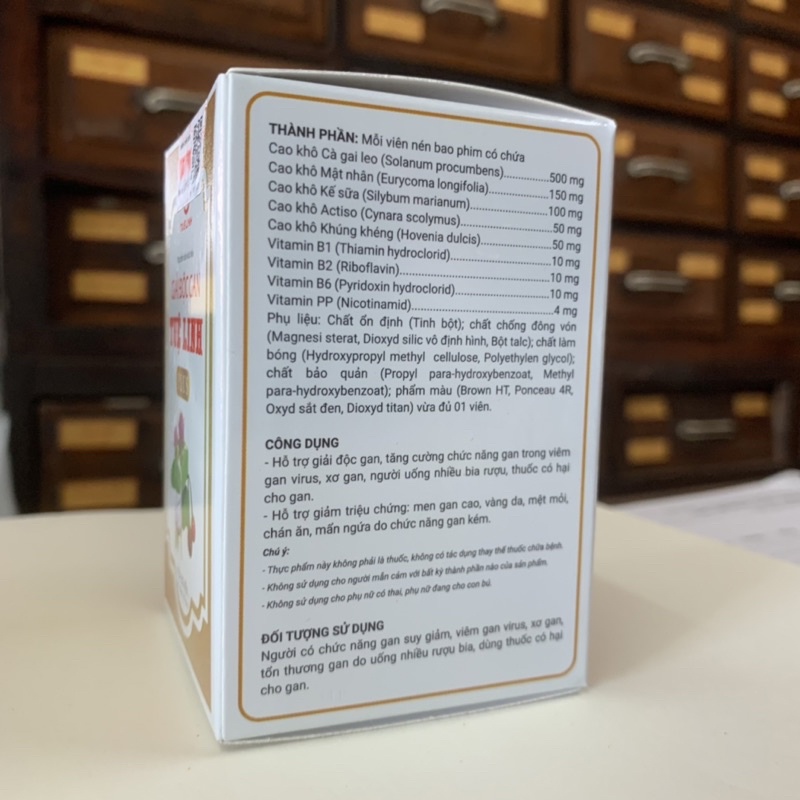 GIẢI ĐỘC GAN
TUỆ LINH
THÀNH PHẦN: Mỗi viên nén bao phim có chứa
Cao khô Cà gai leo (Solanum procumbens)....................500 mg
Cao khô Mật nhân (Eurycoma longifolia)....................150 mg
Cao khô Kế sữa (Silybum marianum)....................100 mg
Cao khô Actiso (Cynara scolymus)....................50 mg
Cao khô Khúng khéng (Hovenia dulcis)....................50 mg
Vitamin B1 (Thiamin hydroclorid)....................10 mg
Vitamin B2 (Riboflavin)....................10 mg
Vitamin B6 (Pyridoxin hydroclorid)....................10 mg
Vitamin PP (Nicotinamid)....................4 mg
Phụ liệu: Chất ổn định (Tinh bột); chất chống đông vón
(Magnesi sterat, Dioxyd silic vô định hình, Bột talc); chất làm
bóng (Hydroxypropyl methyl cellulose, Polyethylen glycol);
chất bảo quản (Propyl para-hydroxybenzoat, Methyl
para-hydroxybenzoat); phẩm màu (Brown HT, Ponceau 4R,
Oxyd sắt đen, Dioxyd titan) vừa đủ 01 viên.
CÔNG DỤNG
- Hỗ trợ giải độc gan, tăng cường chức năng gan trong viêm
gan virus, xơ gan, người uống nhiều bia rượu, thuốc có hại
cho gan.
- Hỗ trợ giảm triệu chứng: men gan cao, vàng da, mệt mỏi,
chán ăn, mẩn ngứa do chức năng gan kém.
Chú ý:
- Thực phẩm này không phải là thuốc, không có tác dụng thay thế thuốc chữa bệnh.
- Không sử dụng cho người mẫn cảm với bất kỳ thành phần nào của sản phẩm.
- Không sử dụng cho phụ nữ có thai, phụ nữ đang cho con bú.
ĐỐI TƯỢNG SỬ DỤNG
Người có chức năng gan suy giảm, viêm gan virus, xơ gan,
tổn thương gan do uống nhiều rượu bia, dùng thuốc có hại
cho gan.